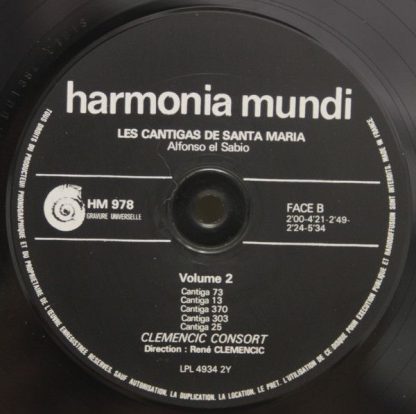 harmonia mundi
LES CANTIGAS DE SANTA MARIA
Alfonso el Sabio
HM 978
GRAVURE UNIVERSELLE
FACE B
2'00-4'21-2'49-
2'24-5'34
Volume 2
Cantiga 73
Cantiga 13
Cantiga 370
Cantiga 303
Cantiga 25
CLEMENCIC CONSORT
Direction : René CLEMENCIC
LPL 4934 2Y
TOUS DROITS DU PRODUCTEUR PHONOGRAPHIQUE ET DU PROPRIETAIRE DE L'ŒUVRE ENREGISTREE RESERVES. SAUF AUTORISATION, LA DUPLICATION, LA LOCATION, LE PRET, L'UTILISATION DE CE DISQUE POUR EXECUTION PUBLIQUE ET RADIODIFFUSION SONT INTERDITS. MADE IN FRANCE